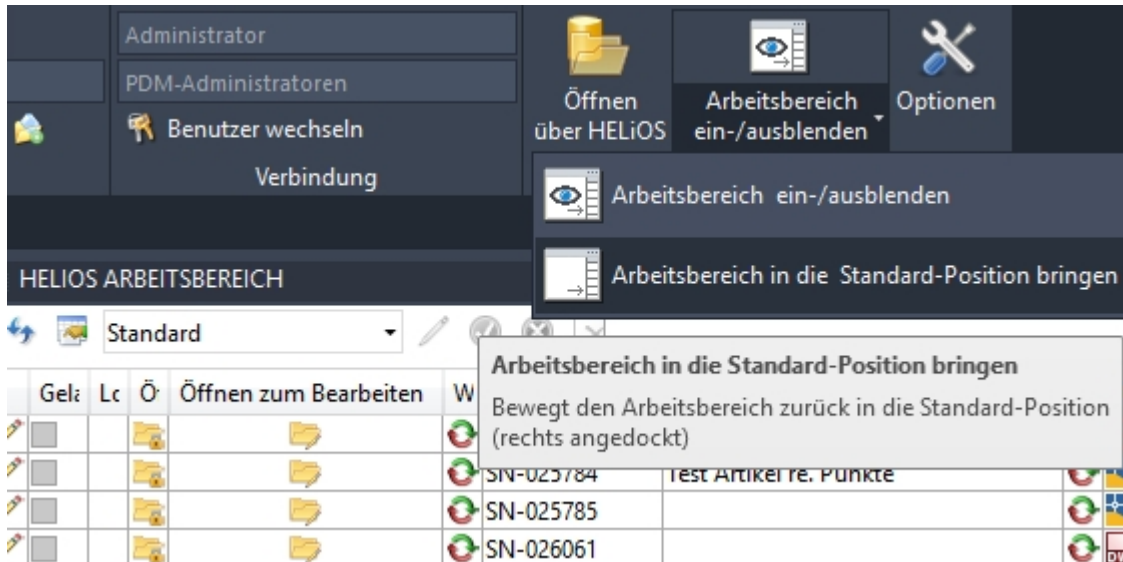 Administrator
PDM-Administratoren
Benutzer wechseln
Verbindung
Öffnen
über HELiOS
Arbeitsbereich
ein-/ausblenden
Optionen
Arbeitsbereich ein-/ausblenden
Arbeitsbereich in die Standard-Position bringen
HELIOS ARBEITSBEREICH
Standard
Arbeitsbereich in die Standard-Position bringen
Bewegt den Arbeitsbereich zurück in die Standard-Position
(rechts angedockt)
Gela Lc Ö Öffnen zum Bearbeiten W
SN-025784 Test Artikel re. Punkte
SN-025785
SN-026061